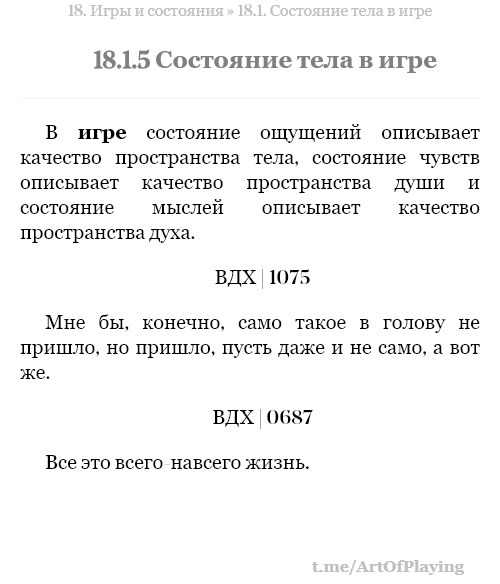 18. Игры и состояния » 18.1. Состояние тела в игре
18.1.5 Состояние тела в игре
В игре состояние ощущений описывает
качество пространства тела, состояние чувств
описывает качество пространства души и
состояние мыслей описывает качество
пространства духа.
ВДХ | 1075
Мне бы, конечно, само такое в голову не
пришло, но пришло, пусть даже и не само, а вот
же.
ВДХ | 0687
Все это всего-навсего жизнь.
t.me/ArtOfPlaying